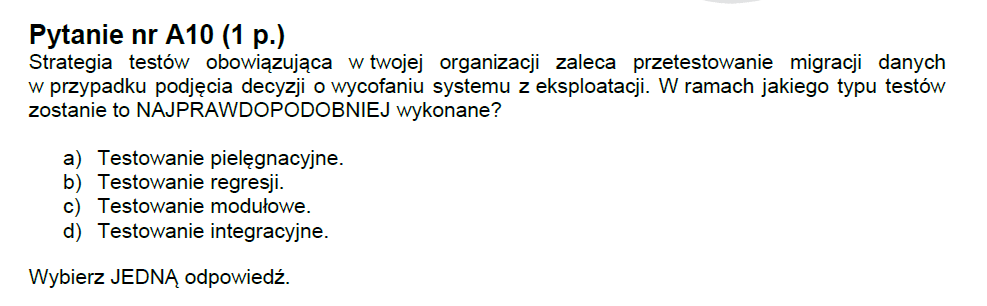 Pytanie nr A10 (1 p.)
Strategia testów obowiązująca w twojej organizacji zaleca przetestowanie migracji danych
w przypadku podjęcia decyzji o wycofaniu systemu z eksploatacji. W ramach jakiego typu testów
zostanie to NAJPRAWDOPODOBNIEJ wykonane?
a) Testowanie pielęgnacyjne.
b) Testowanie regresji.
c) Testowanie modułowe.
d) Testowanie integracyjne.
Wybierz JEDNĄ odpowiedź.